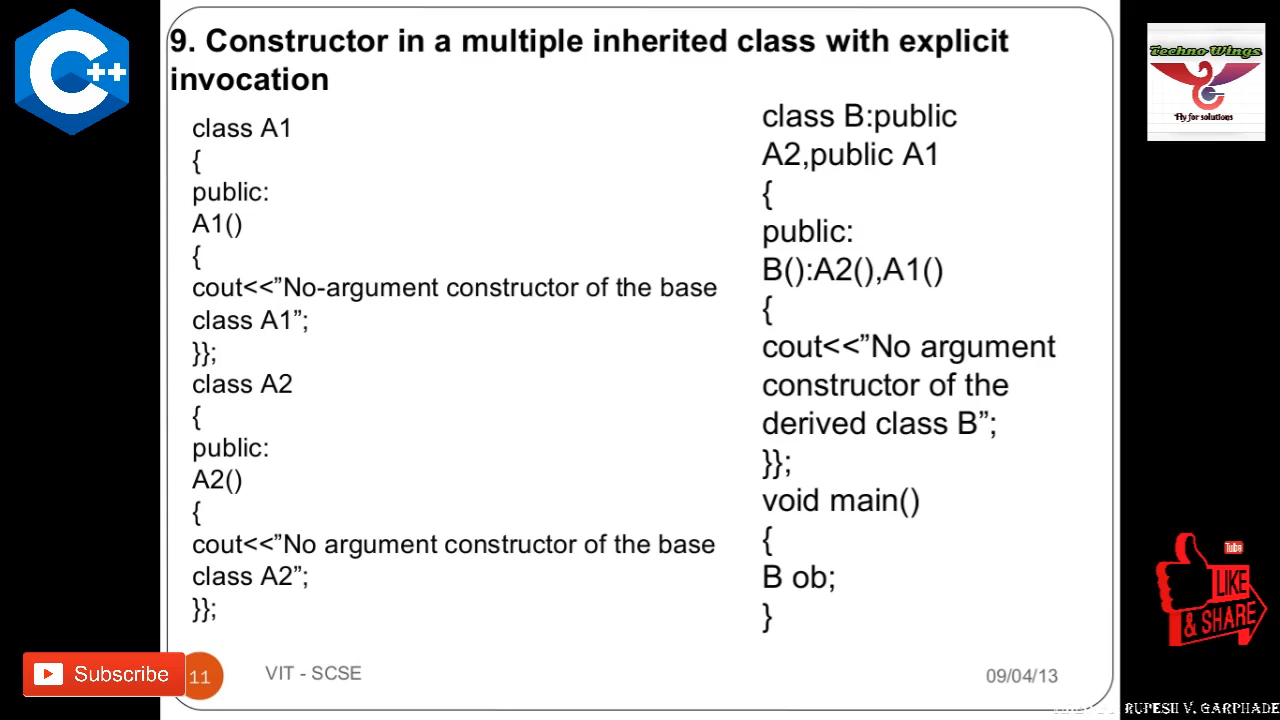 9. Constructor in a multiple inherited class with explicit
invocation
class A1
{
public:
A1()
{
cout<<”No-argument constructor of the base
class A1”;
}};
class A2
{
public:
A2()
{
cout<<”No argument constructor of the base
class A2”;
}};
class B:public
A2,public A1
{
public:
B():A2(),A1()
{
cout<<”No argument
constructor of the
derived class B”;
}};
void main()
{
B ob;
}
C++
Techno Wings
Fly for solutions
Tube
LIKE
& SHARE
Subscribe
11
VIT - SCSE
09/04/13
RUPESH V. GARPHADE